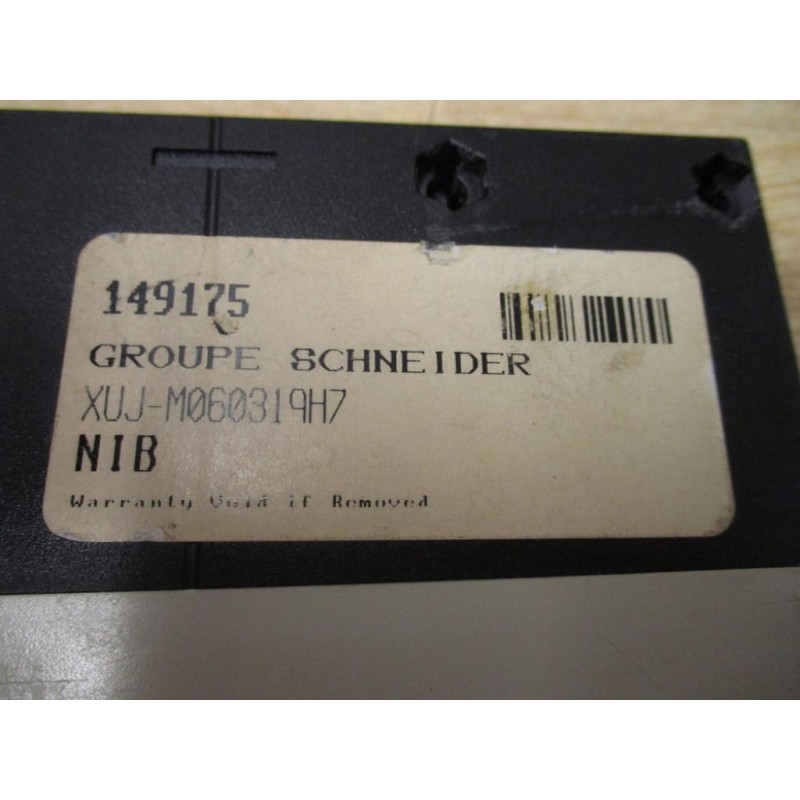 149175
GROUPE SCHNEIDER
XUJ-M060319H7
NIB
Warranty Void if Removed